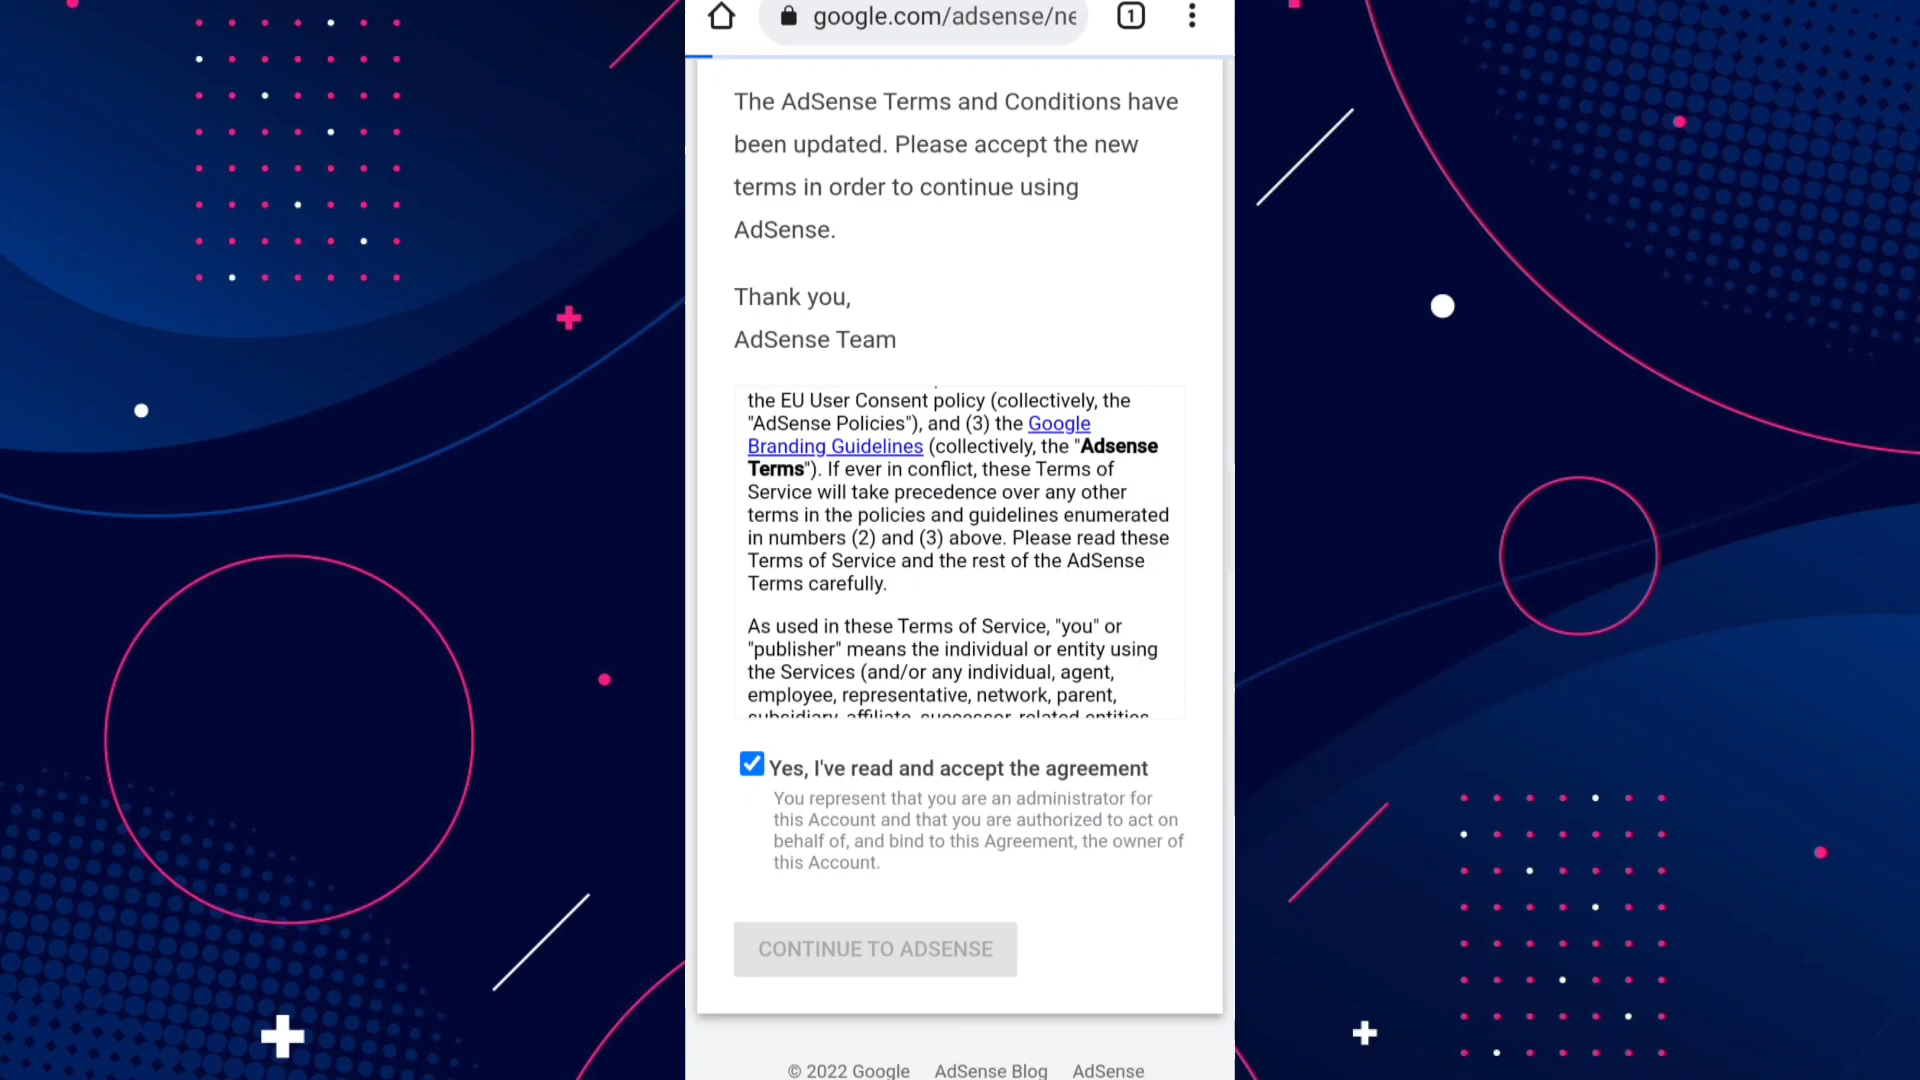 google.com/adsense/ne
1
The AdSense Terms and Conditions have
been updated. Please accept the new
terms in order to continue using
AdSense.
Thank you,
AdSense Team
the EU User Consent policy (collectively, the
"AdSense Policies"), and (3) the Google
Branding Guidelines (collectively, the "Adsense
Terms"). If ever in conflict, these Terms of
Service will take precedence over any other
terms in the policies and guidelines enumerated
in numbers (2) and (3) above. Please read these
Terms of Service and the rest of the AdSense
Terms carefully.
As used in these Terms of Service, "you" or
"publisher" means the individual or entity using
the Services (and/or any individual, agent,
employee, representative, network, parent,
subsidiary, affiliate, successor, related entities
Yes, I've read and accept the agreement
You represent that you are an administrator for
this Account and that you are authorized to act on
behalf of, and bind to this Agreement, the owner of
this Account.
CONTINUE TO ADSENSE
© 2022 Google AdSense Blog AdSense